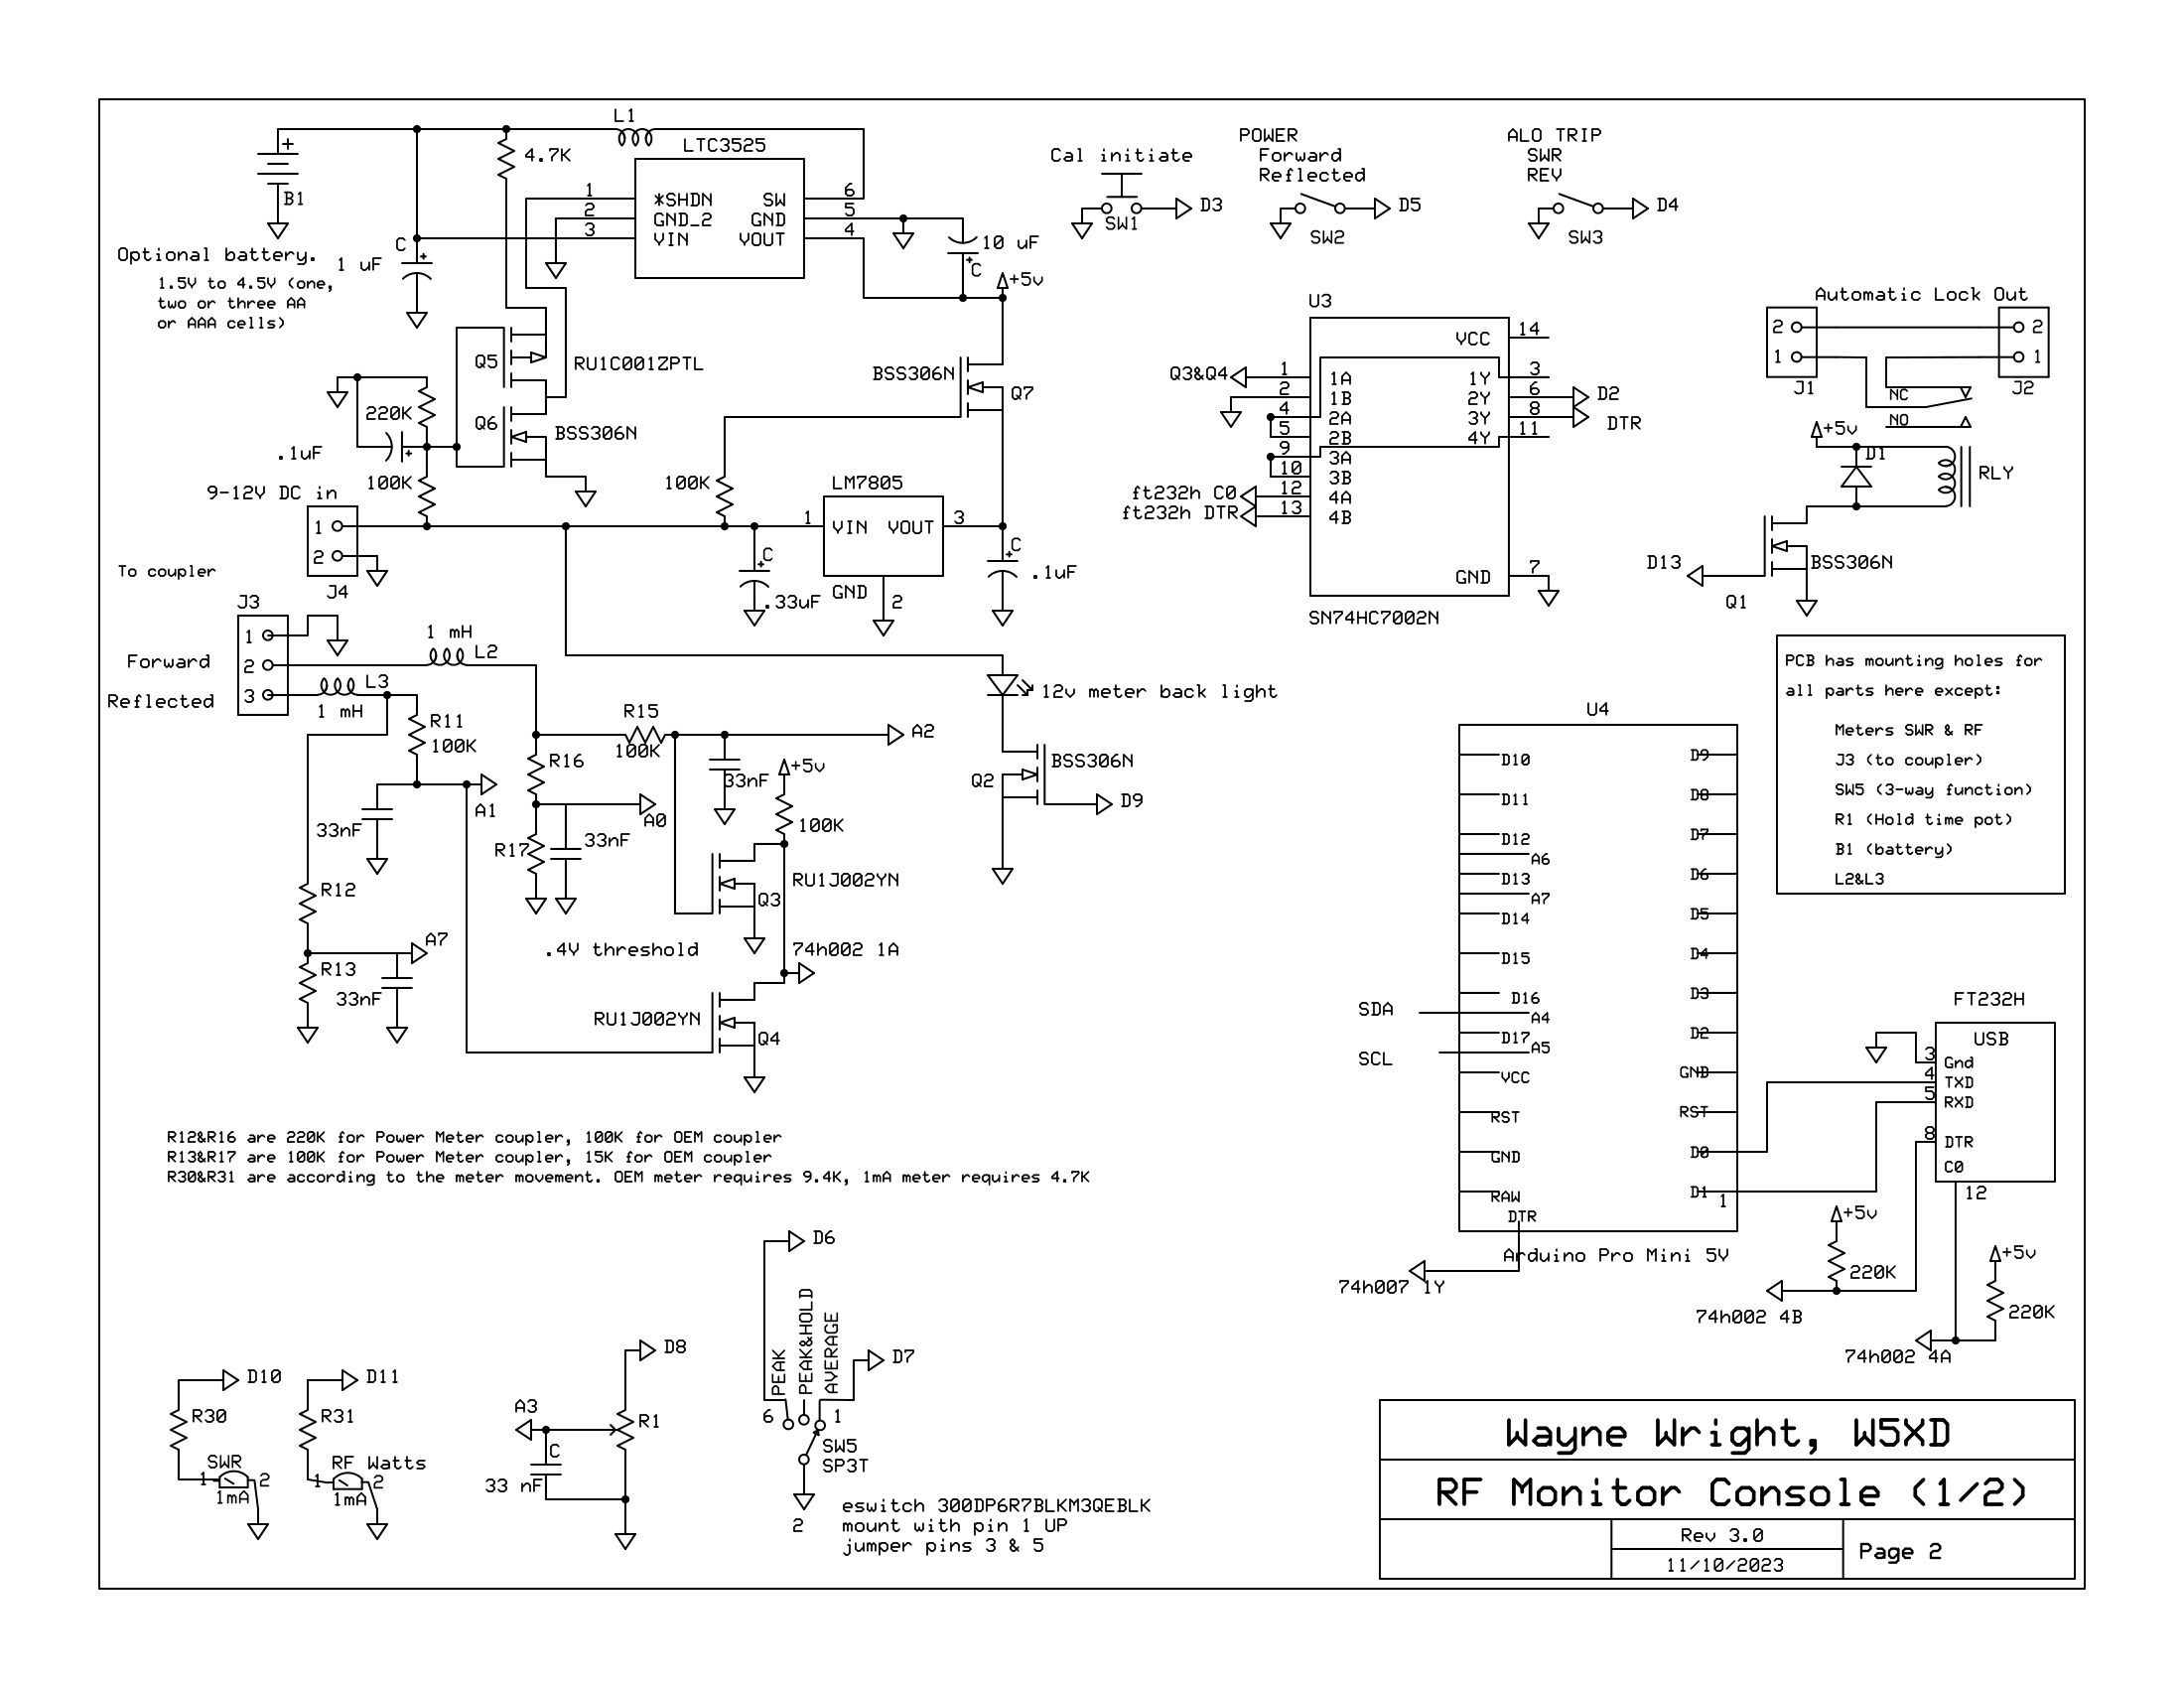 L1
4.7K
LTC3525
+
B1
1
2
3
*SHDN
GND_2
VIN
SW
GND
VOUT
6
5
4
10 uF
C
+
+5v
Optional battery.
1.5V to 4.5V (one,
two or three AA
or AAA cells)
C
1 uF
+
Q5
RU1C001ZPTL
Q6
BSS306N
220K
.1uF
+
100K
BSS306N
Q7
100K
LM7805
1
VIN
VOUT
3
GND
2
C
+
.33uF
C
+
.1uF
9-12V DC in
1
2
J4
Cal initiate
SW1
D3
POWER
Forward
Reflected
SW2
D5
ALO TRIP
SWR
REV
SW3
D4
U3
Q3&Q4
1
2
4
5
9
10
12
13
1A
1B
2A
2B
3A
3B
4A
4B
ft232h C0
ft232h DTR
VCC
1Y
2Y
3Y
4Y
GND
14
3
6
8
11
7
D2
DTR
SN74HC7002N
Automatic Lock Out
2
1
J1
2
1
J2
NC
NO
+5v
D1
RLY
D13
Q1
BSS306N
To coupler
J3
1
2
3
Forward
Reflected
1 mH
L2
L3
1 mH
R11
100K
A1
33nF
R12
A7
R13
33nF
R15
100K
A2
33nF
R16
A0
R17
33nF
+5v
100K
RU1J002YN
Q3
.4V threshold
74h002 1A
RU1J002YN
Q4
12v meter back light
Q2
BSS306N
D9
PCB has mounting holes for
all parts here except:
Meters SWR & RF
J3 (to coupler)
SW5 (3-way function)
R1 (Hold time pot)
B1 (battery)
L2&L3
U4
D10
D11
D12
A6
D13
A7
D14
D15
D16
A4
D17
A5
VCC
RST
GND
RAW
DTR
D9
D8
D7
D6
D5
D4
D3
D2
GND
RST
D0
D1
1
SDA
SCL
Arduino Pro Mini 5V
74h007 1Y
FT232H
USB
3
4
5
8
Gnd
TXD
RXD
DTR
C0
12
+5v
220K
74h002 4B
+5v
220K
74h002 4A
R12&R16 are 220K for Power Meter coupler, 100K for OEM coupler
R13&R17 are 100K for Power Meter coupler, 15K for OEM coupler
R30&R31 are according to the meter movement. OEM meter requires 9.4K, 1mA meter requires 4.7K
D10
R30
SWR
1
2
1mA
D11
R31
RF Watts
1
2
1mA
D8
A3
R1
C
33 nF
D6
PEAK
PEAK&HOLD
AVERAGE
D7
6
1
SW5
SP3T
2
eswitch 300DP6R7BLKM3QEBLK
mount with pin 1 UP
jumper pins 3 & 5
Wayne Wright, W5XD
RF Monitor Console (1/2)
Rev 3.0
11/10/2023
Page 2